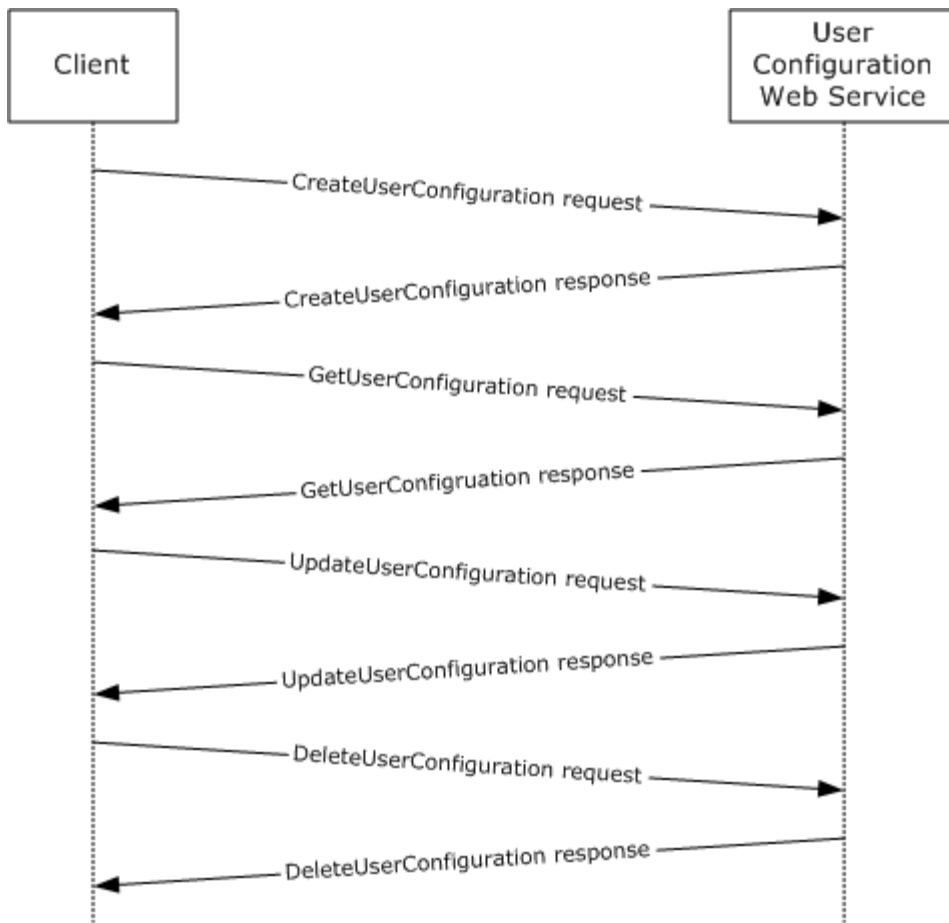 Client
User
Configuration
Web Service
CreateUserConfiguration request
CreateUserConfiguration response
GetUserConfiguration request
GetUserConfigruation response
UpdateUserConfiguration request
UpdateUserConfiguration response
DeleteUserConfiguration request
DeleteUserConfiguration response